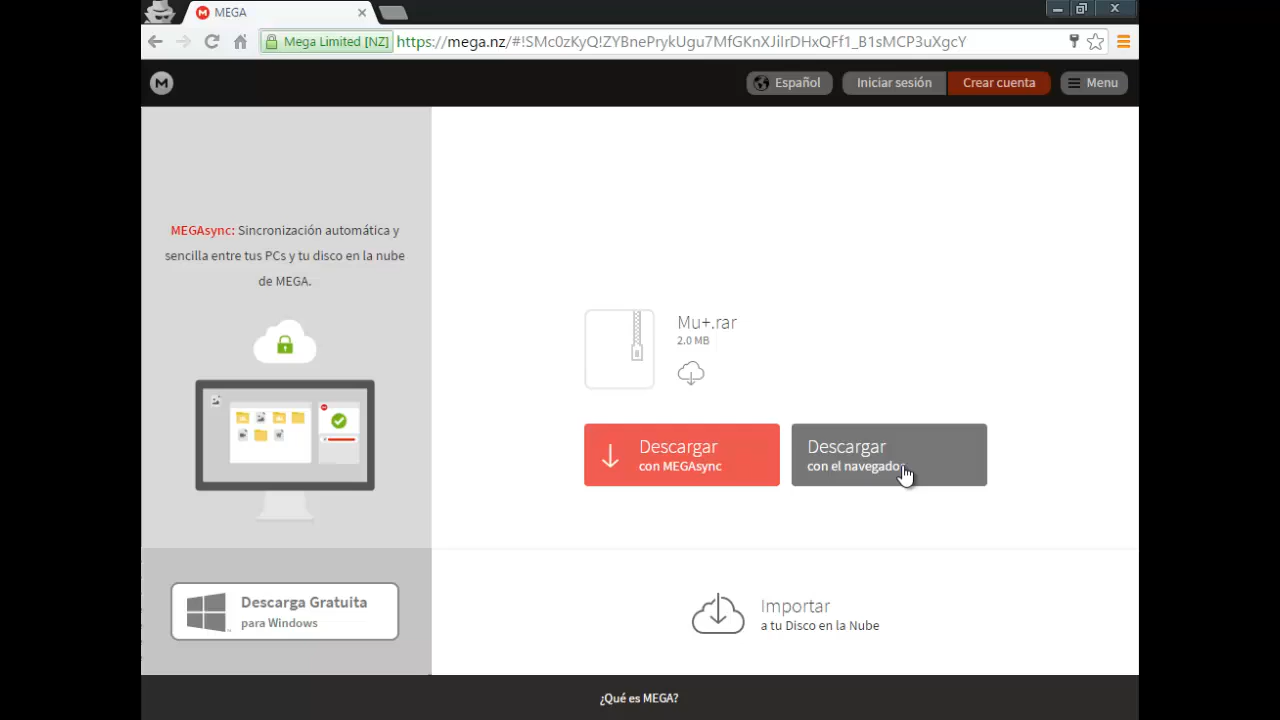 MEGA
Mega Limited [NZ] https://mega.nz/#!SMc0zKyQ!ZYBnePrykUgu7MfGKnXJiIrDHxQFf1_B1sMCP3uXgcY
M
Español
Iniciar sesión
Crear cuenta
Menu
MEGAsync: Sincronización automática y
sencilla entre tus PCs y tu disco en la nube
de MEGA.
Mu+.rar
2.0 MB
Descargar
con MEGAsync
Descargar
con el navegador
Descarga Gratuita
para Windows
Importar
a tu Disco en la Nube
¿Qué es MEGA?